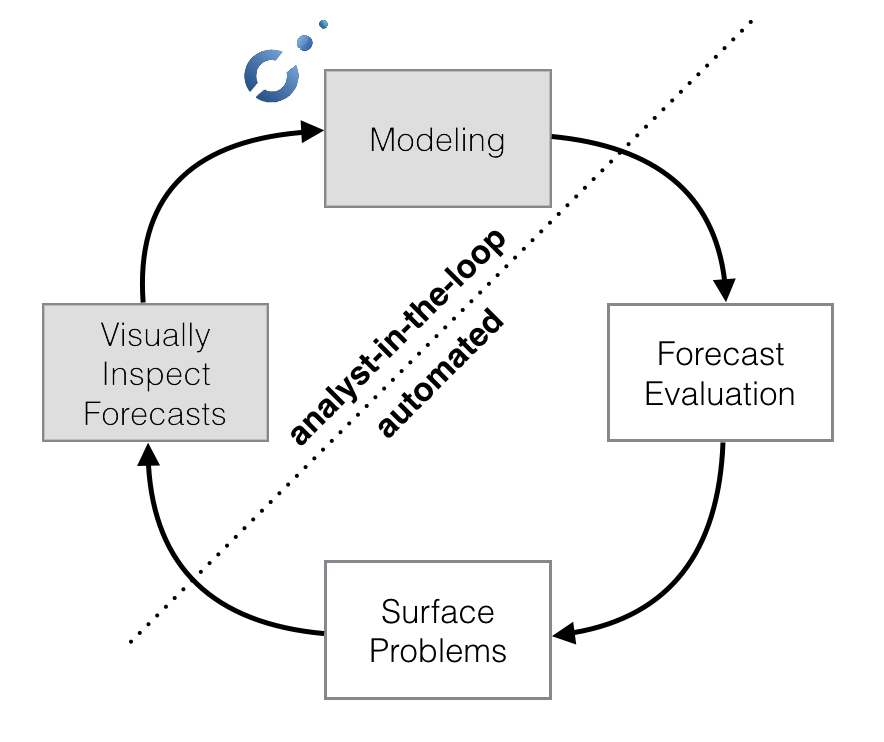 Modeling
analyst-in-the-loop
automated
Visually
Inspect
Forecasts
Forecast
Evaluation
Surface
Problems